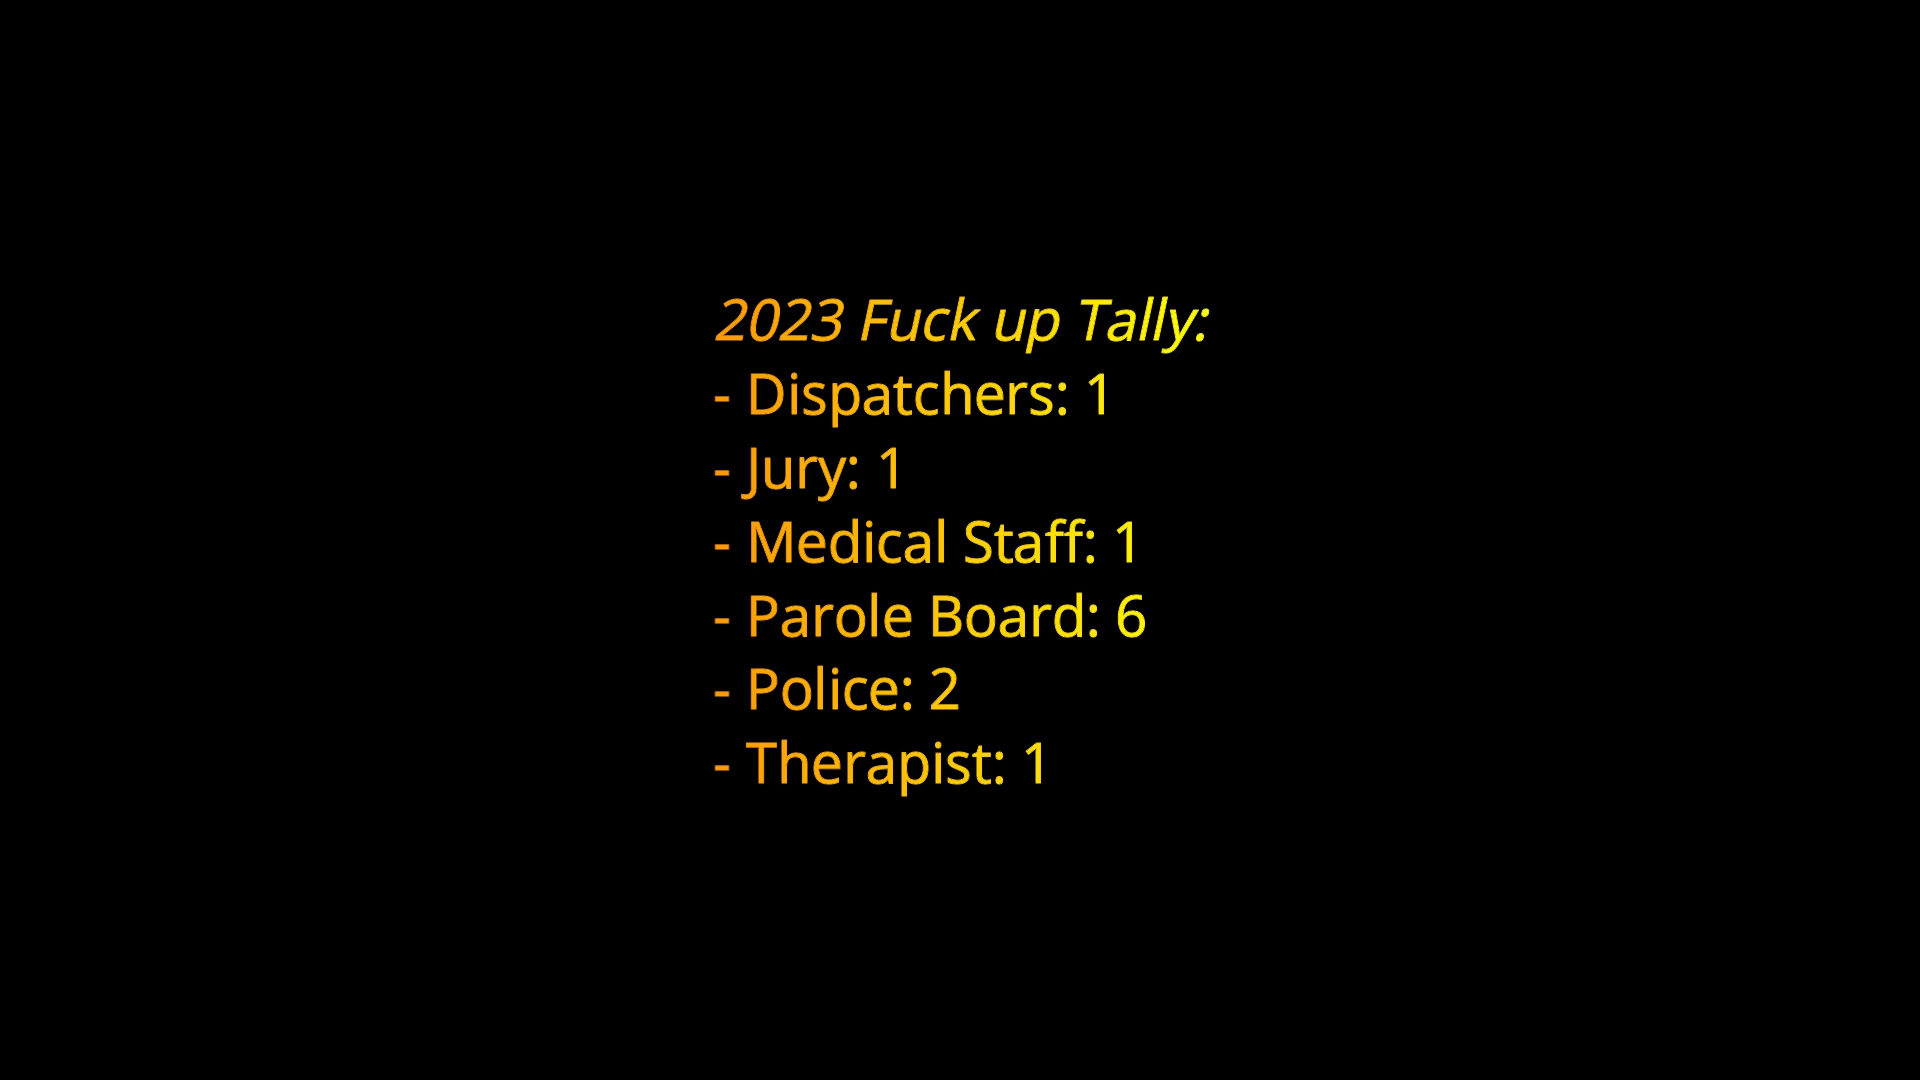 2023 Fuck up Tally:
- Dispatchers: 1
- Jury: 1
- Medical Staff: 1
- Parole Board: 6
- Police: 2
- Therapist: 1